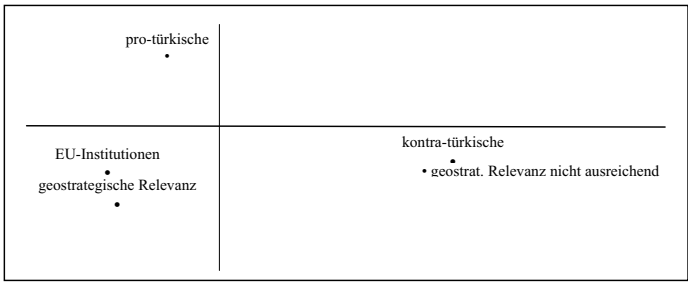 pro-türkische
kontra-türkische
EU-Institutionen
geostrat. Relevanz nicht ausreichend
geostrategische Relevanz